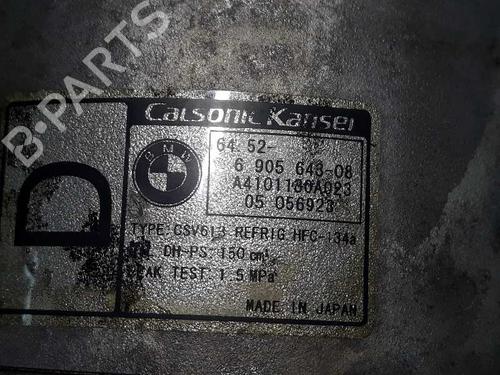 B-PARTS
Calsonic Kansei
BMW
64 52-
6 905 643-08
A4101130A023
05 056923
TYPE: CSV613 REFRIG HFC-134a
OIL DH-PS: 150 cm³
LEAK TEST: 1.5 MPa
MADE IN JAPAN
D